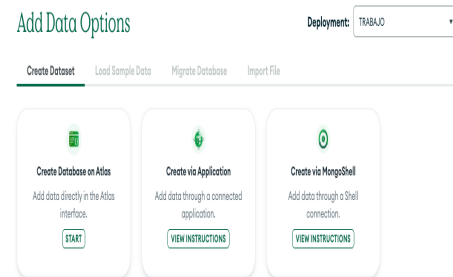 Add Data Options
Deployment: TRABAJO
Create Dataset Load Sample Data Migrate Database Import File
Create Database on Atlas
Add data directly in the Atlas
interface.
START
Create via Application
Add data through a connected
application.
VIEW INSTRUCTIONS
Create via MongoShell
Add data through a Shell
connection.
VIEW INSTRUCTIONS